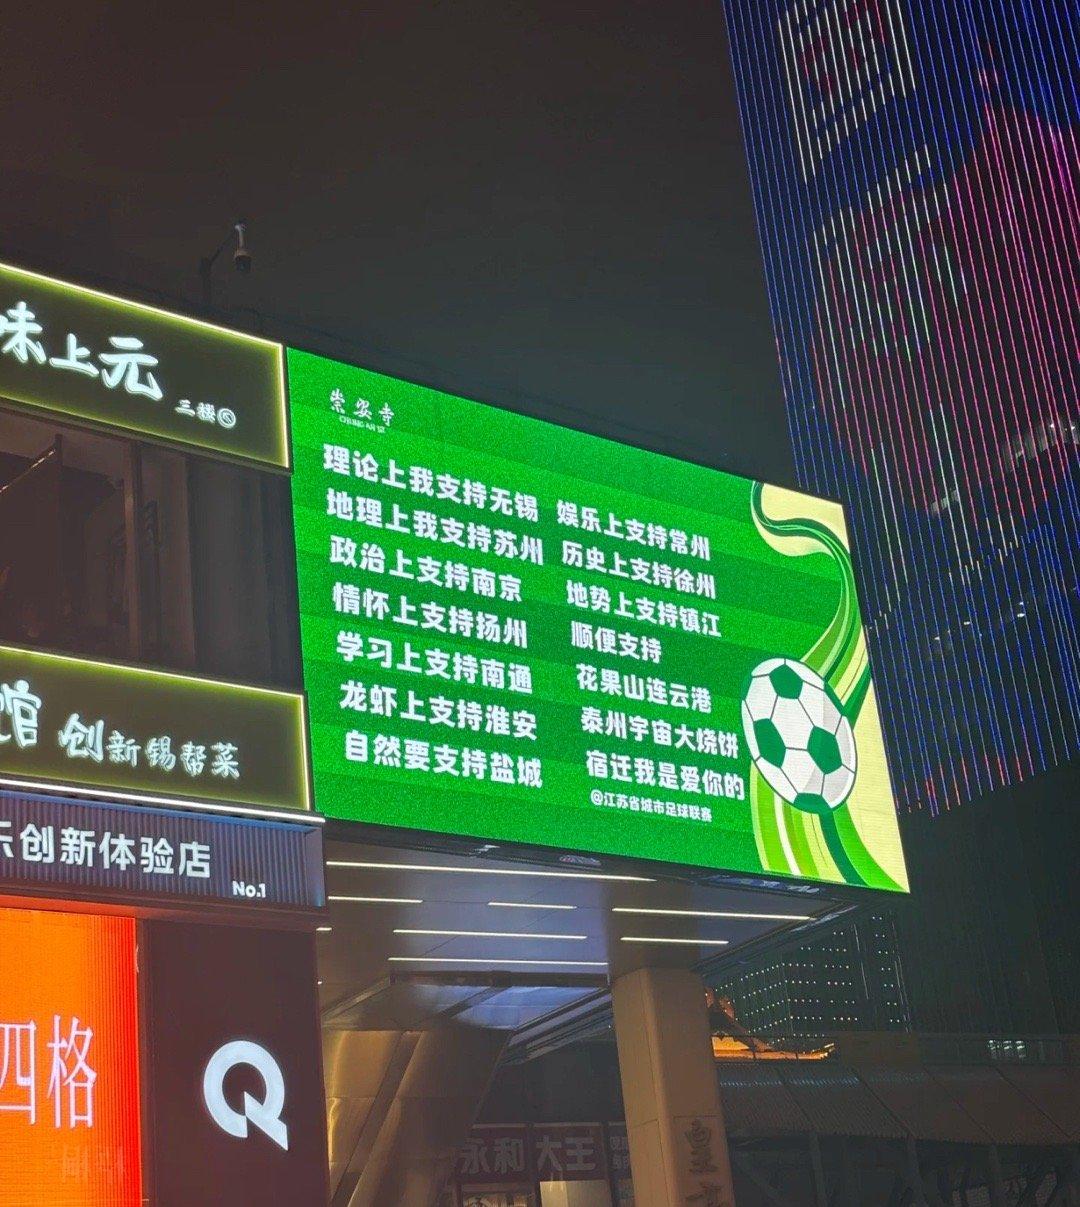 味上元
三楼
崇安寺
理论上我支持无锡
地理上我支持苏州
政治上支持南京
情怀上支持扬州
学习上支持南通
龙虾上支持淮安
自然要支持盐城
娱乐上支持常州
历史上支持徐州
地势上支持镇江
顺便支持
花果山连云港
泰州宇宙大烧饼
宿迁我是爱你的
@江苏省城市足球联赛
馆 创新锡帮菜
乐创新体验店
No.1
四格
永和大王